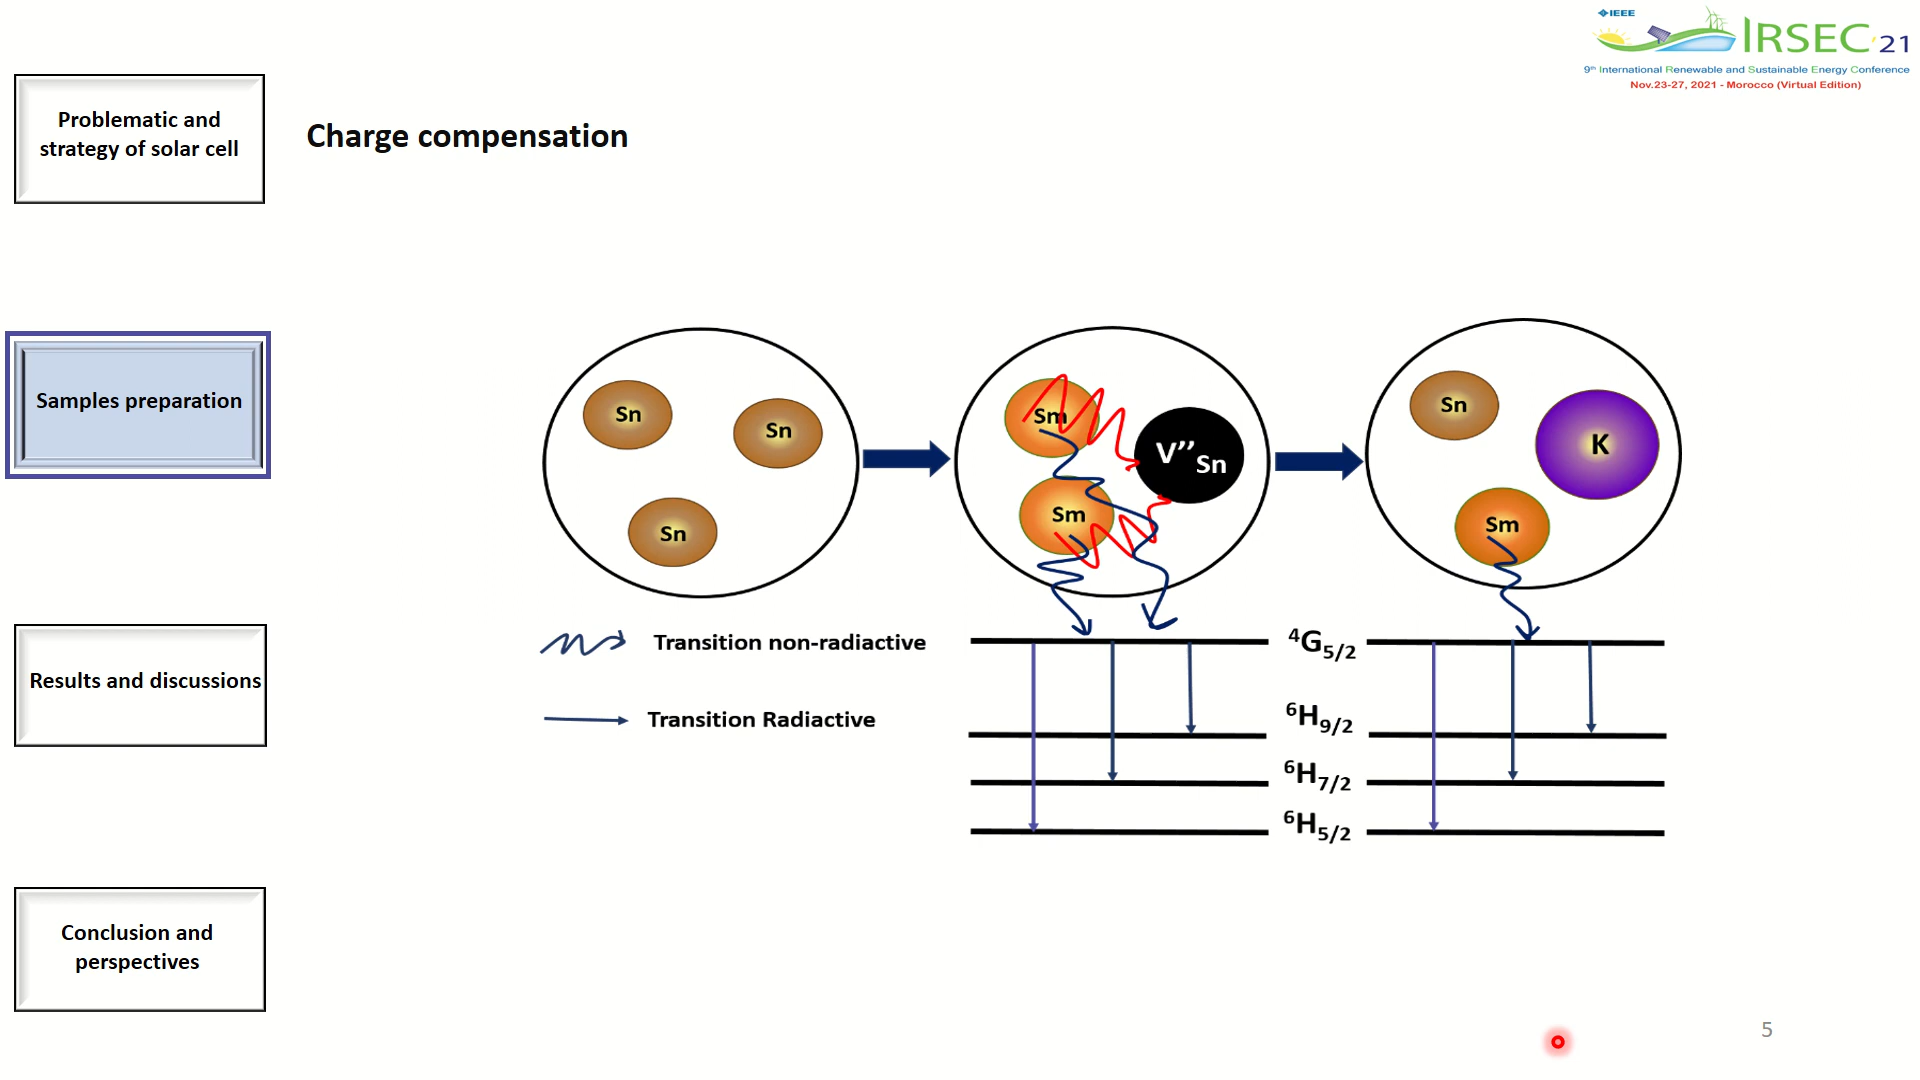 IEEE
IRSEC'21
9th International Renewable and Sustainable Energy Conference
Nov.23-27, 2021 - Morocco (Virtual Edition)
Problematic and
strategy of solar cell
Charge compensation
Samples preparation
Results and discussions
Conclusion and
perspectives
Sn
Sn
Sn
Sm
Sm
V’’Sn
Sn
K
Sm
Transition non-radiactive
Transition Radiactive
4G5/2
6H9/2
6H7/2
6H5/2
5